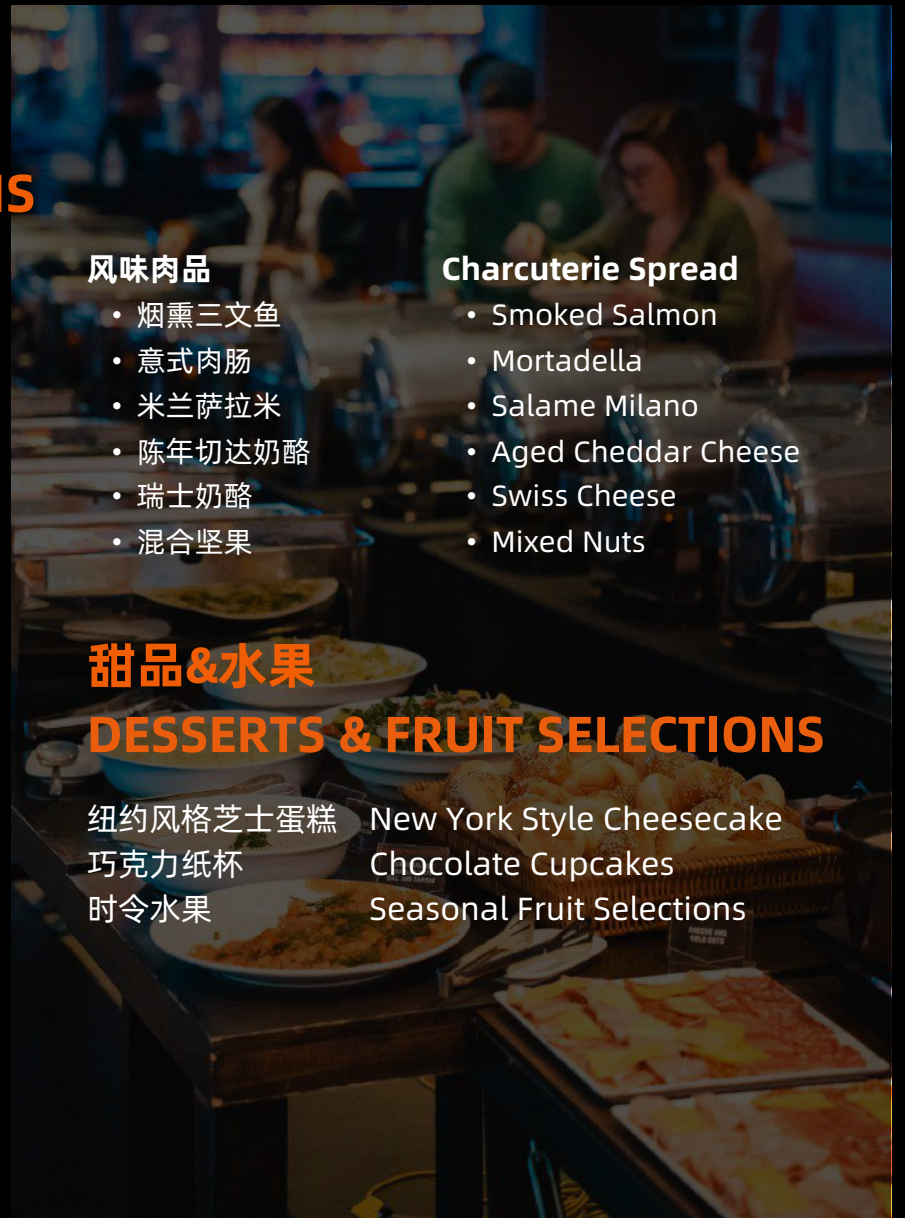 NS
风味肉品
• 烟熏三文鱼
• 意式肉肠
• 米兰萨拉米
• 陈年切达奶酪
• 瑞士奶酪
• 混合坚果
Charcuterie Spread
• Smoked Salmon
• Mortadella
• Salame Milano
• Aged Cheddar Cheese
• Swiss Cheese
• Mixed Nuts
甜品&水果
DESSERTS & FRUIT SELECTIONS
纽约风格芝士蛋糕 New York Style Cheesecake
巧克力纸杯 Chocolate Cupcakes
时令水果 Seasonal Fruit Selections
CHEESE AND
COLD CUTS